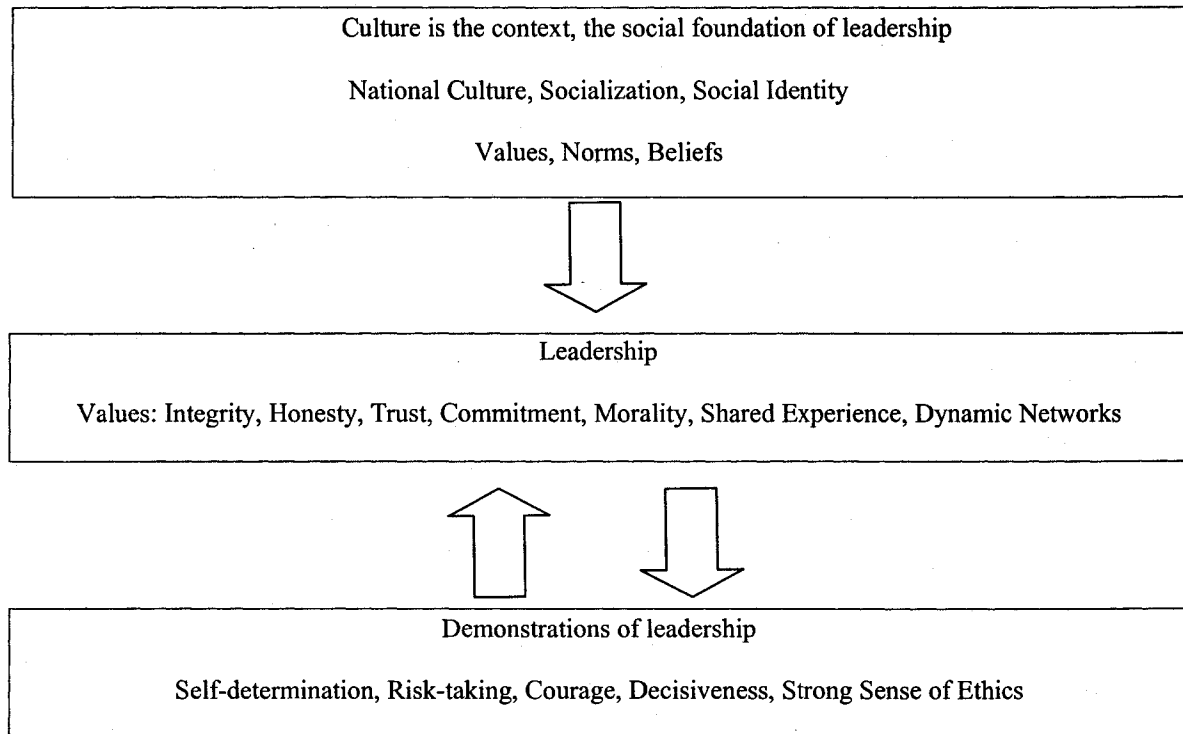 Culture is the context, the social foundation of leadership
National Culture, Socialization, Social Identity
Values, Norms, Beliefs
Leadership
Values: Integrity, Honesty, Trust, Commitment, Morality, Shared Experience, Dynamic Networks
Demonstrations of leadership
Self-determination, Risk-taking, Courage, Decisiveness, Strong Sense of Ethics